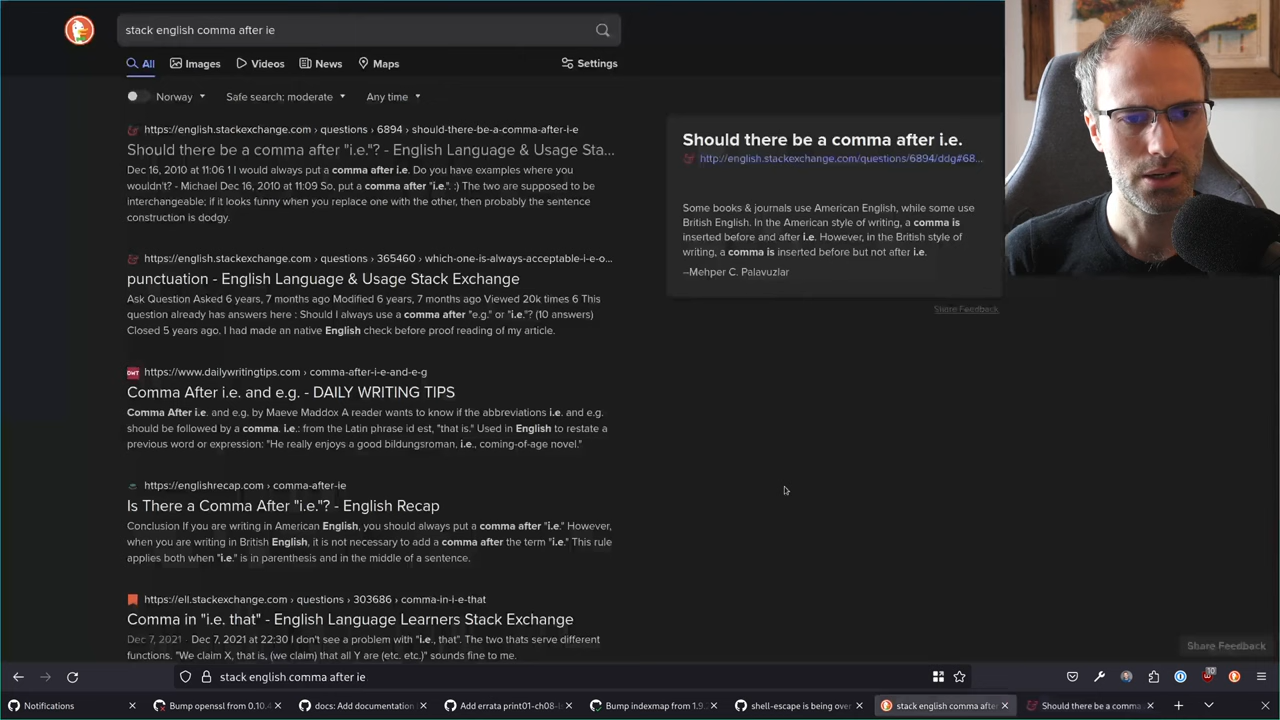 stack english comma after ie
All
Images
Videos
News
Maps
Settings
Norway
Safe search: moderate
Any time
https://english.stackexchange.com › questions › 6894 › should-there-be-a-comma-after-i-e
Should there be a comma after "i.e."? - English Language & Usage Sta...
Dec 16, 2010 at 11:06 1 I would always put a comma after i.e. Do you have examples where you
wouldn't? - Michael Dec 16, 2010 at 11:09 So, put a comma after "i.e.". :) The two are supposed to be
interchangeable; if it looks funny when you replace one with the other, then probably the sentence
construction is dodgy.
https://english.stackexchange.com › questions › 365460 › which-one-is-always-acceptable-i-e-o...
punctuation - English Language & Usage Stack Exchange
Ask Question Asked 6 years, 7 months ago Modified 6 years, 7 months ago Viewed 20k times 6 This
question already has answers here : Should I always use a comma after "e.g." or "i.e."? (10 answers)
Closed 5 years ago. I had made an native English check before proof reading of my article.
DWT
https://www.dailywritingtips.com › comma-after-i-e-and-e-g
Comma After i.e. and e.g. - DAILY WRITING TIPS
Comma After i.e. and e.g. by Maeve Maddox A reader wants to know if the abbreviations i.e. and e.g.
should be followed by a comma. i.e.: from the Latin phrase id est, "that is." Used in English to restate a
previous word or expression: "He really enjoys a good bildungsroman, i.e., coming-of-age novel."
https://englishrecap.com › comma-after-ie
Is There a Comma After "i.e."? - English Recap
Conclusion If you are writing in American English, you should always put a comma after "i.e." However,
when you are writing in British English, it is not necessary to add a comma after the term "i.e." This rule
applies both when "i.e." is in parenthesis and in the middle of a sentence.
https://ell.stackexchange.com › questions › 303686 › comma-in-i-e-that
Comma in "i.e. that" - English Language Learners Stack Exchange
Dec 7, 2021 · Dec 7, 2021 at 22:30 I don't see a problem with "i.e., that". The two thats serve different
functions. "We claim X, that is, (we claim) that all Y are (etc. etc.)" sounds fine to me.
Should there be a comma after i.e.
http://english.stackexchange.com/questions/6894/ddg#68...
Some books & journals use American English, while some use
British English. In the American style of writing, a comma is
inserted before and after i.e. However, in the British style of
writing, a comma is inserted before but not after i.e.
–Mehper C. Palavuzlar
Share Feedback
Share Feedback
stack english comma after ie
10
Notifications
Bump openssl from 0.10.4
docs: Add documentation
Add errata print01-ch08-l
Bump indexmap from 1.9.
shell-escape is being over
stack english comma after
Should there be a comma